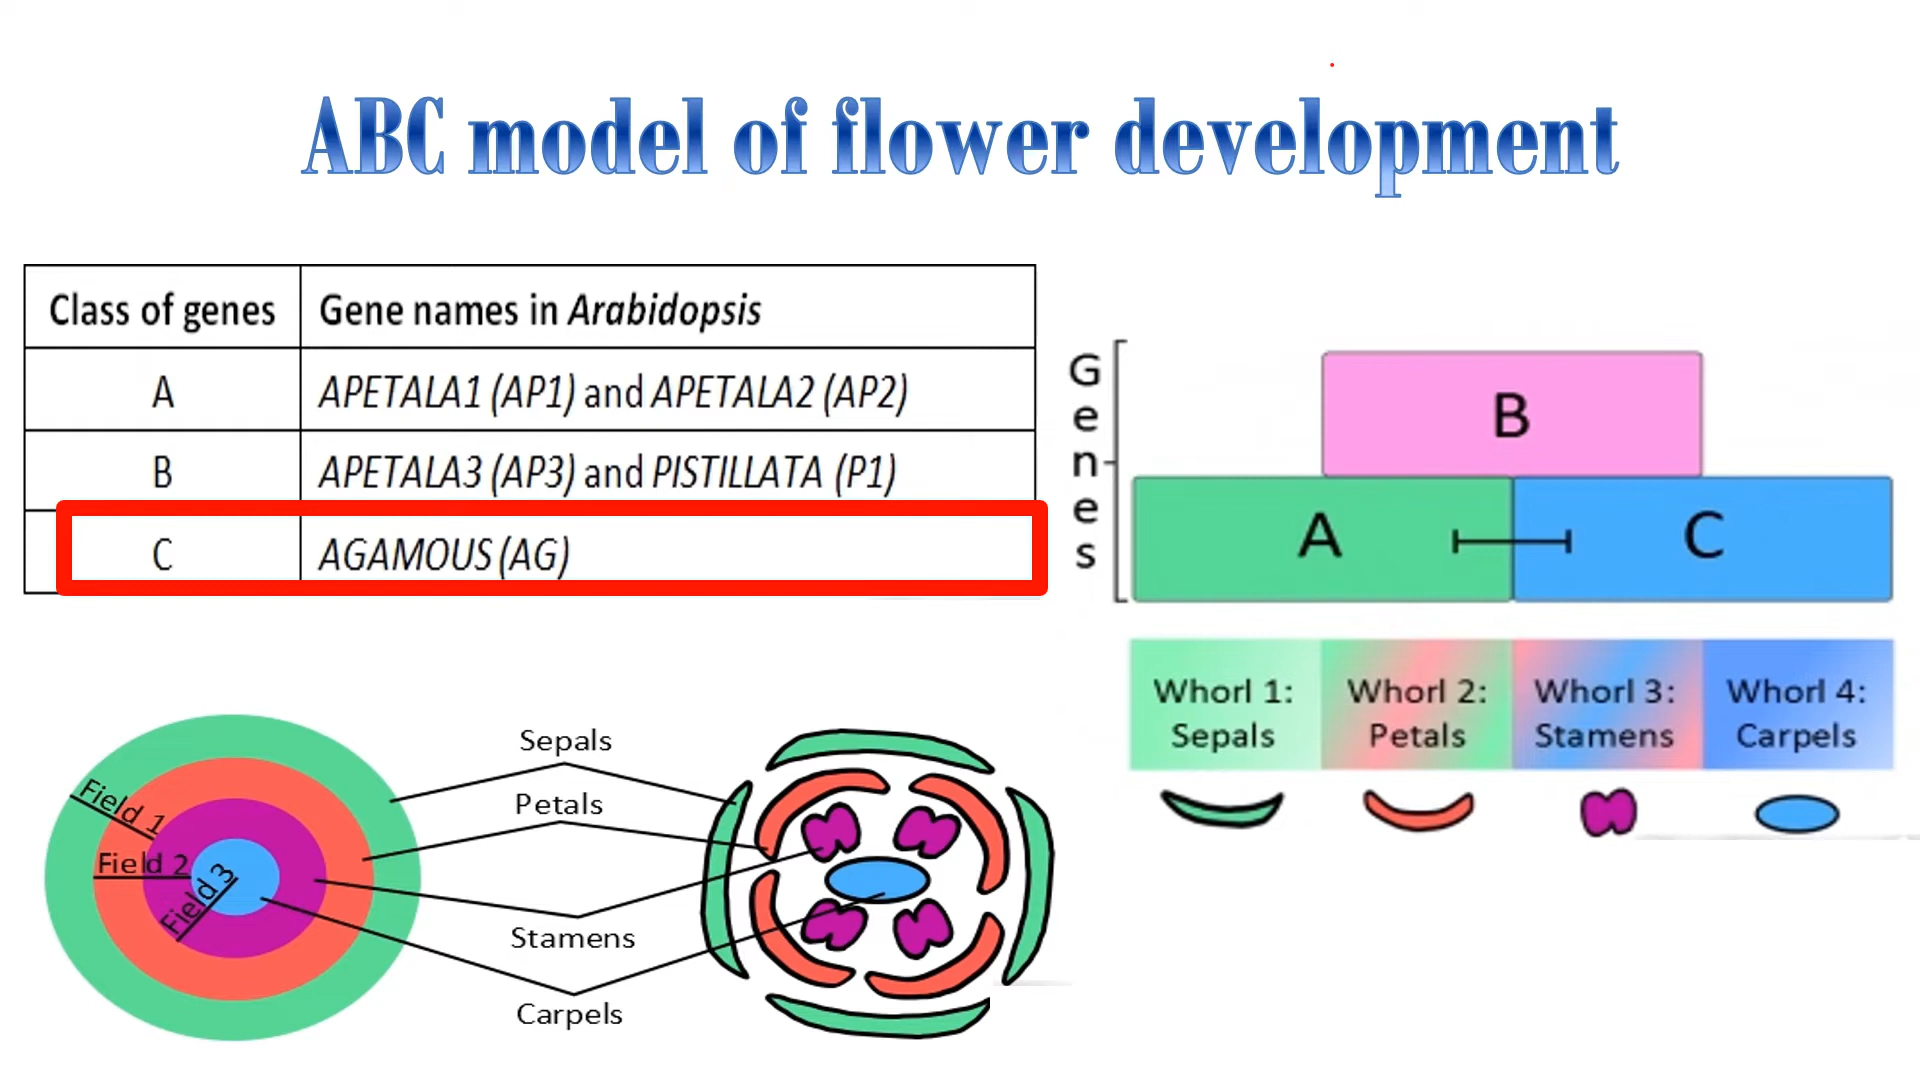 ABC model of flower development
Class of genes Gene names in Arabidopsis
A APETALA1 (AP1) and APETALA2 (AP2)
B APETALA3 (AP3) and PISTILLATA (P1)
C AGAMOUS (AG)
Genes
B
A C
Whorl 1: Sepals
Whorl 2: Petals
Whorl 3: Stamens
Whorl 4: Carpels
Field 1
Field 2
Field 3
Sepals
Petals
Stamens
Carpels